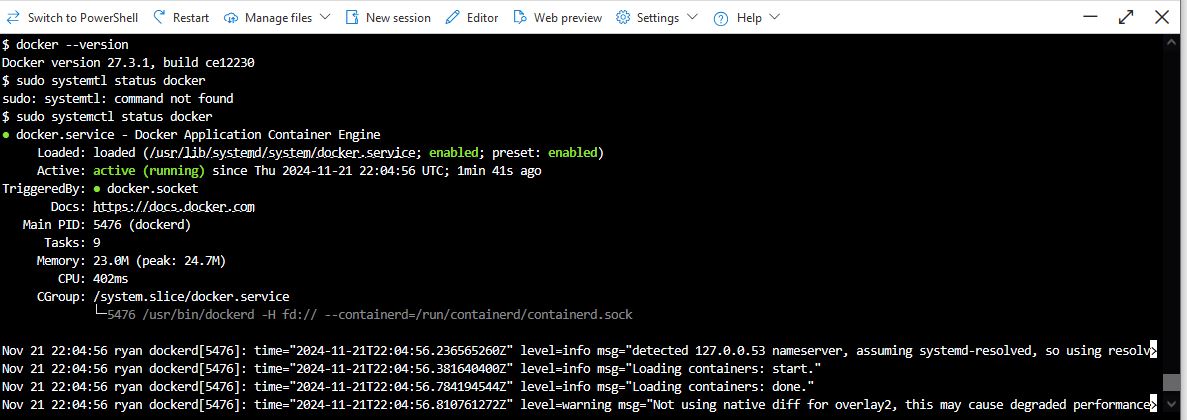 Switch to PowerShell Restart Manage files New session Editor Web preview Settings Help
$ docker --version
Docker version 27.3.1, build ce12230
$ sudo systemtl status docker
sudo: systemtl: command not found
$ sudo systemctl status docker
● docker.service - Docker Application Container Engine
Loaded: loaded (/usr/lib/systemd/system/docker.service; enabled; preset: enabled)
Active: active (running) since Thu 2024-11-21 22:04:56 UTC; 1min 41s ago
TriggeredBy: ● docker.socket
Docs: https://docs.docker.com
Main PID: 5476 (dockerd)
Tasks: 9
Memory: 23.0M (peak: 24.7M)
CPU: 402ms
CGroup: /system.slice/docker.service
└─5476 /usr/bin/dockerd -H fd:// --containerd=/run/containerd/containerd.sock
Nov 21 22:04:56 ryan dockerd[5476]: time="2024-11-21T22:04:56.236565260Z" level=info msg="detected 127.0.0.53 nameserver, assuming systemd-resolved, so using resolv>
Nov 21 22:04:56 ryan dockerd[5476]: time="2024-11-21T22:04:56.381640400Z" level=info msg="Loading containers: start."
Nov 21 22:04:56 ryan dockerd[5476]: time="2024-11-21T22:04:56.784194544Z" level=info msg="Loading containers: done."
Nov 21 22:04:56 ryan dockerd[5476]: time="2024-11-21T22:04:56.810761272Z" level=warning msg="Not using native diff for overlay2, this may cause degraded performance>